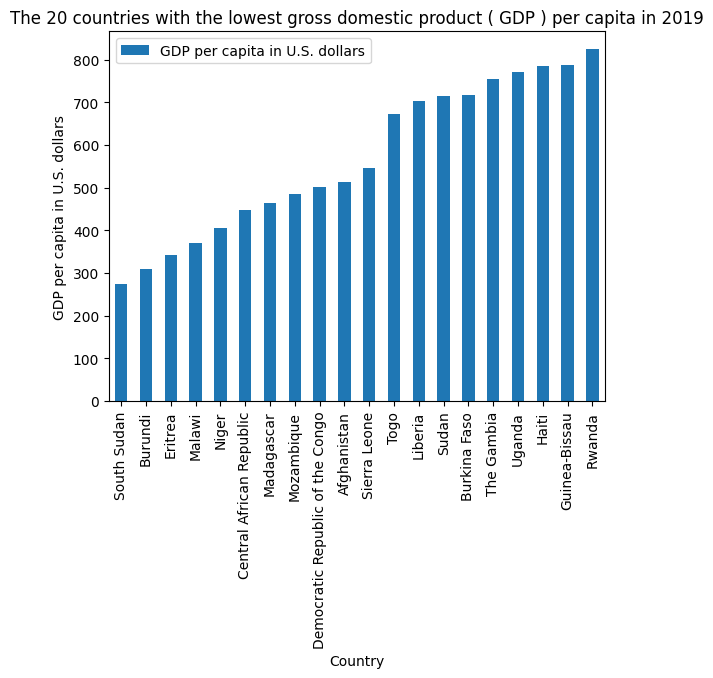 The 20 countries with the lowest gross domestic product ( GDP ) per capita in 2019
GDP per capita in U.S. dollars
GDP per capita in U.S. dollars
800
700
600
500
400
300
200
100
0
South Sudan
Burundi
Eritrea
Malawi
Niger
Central African Republic
Madagascar
Mozambique
Democratic Republic of the Congo
Afghanistan
Sierra Leone
Togo
Liberia
Sudan
Burkina Faso
The Gambia
Uganda
Haiti
Guinea-Bissau
Rwanda
Country